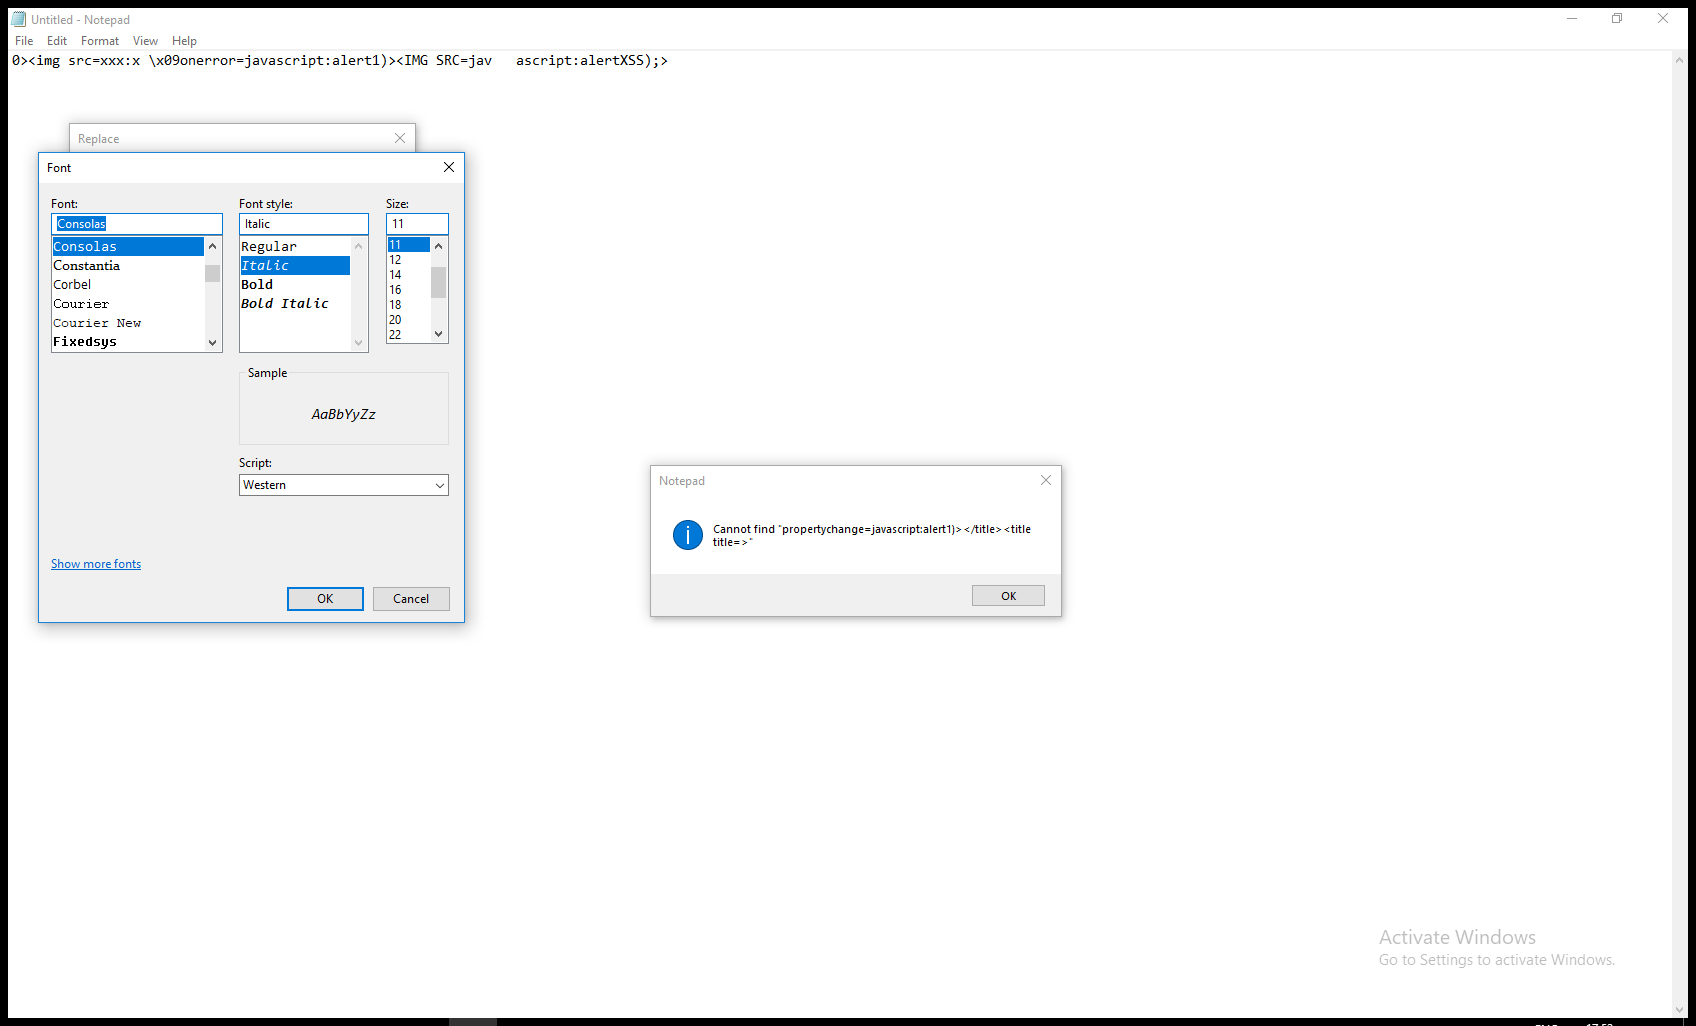 Untitled - Notepad
File Edit Format View Help
0><img src=xxx:x \x09onerror=javascript:alert1)><IMG SRC=jav   ascript:alertXSS);>
Replace
Font
Font: Font style: Size:
Consolas Italic 11
Consolas
Constantia
Corbel
Courier
Courier New
Fixedsys
Regular
Italic
Bold
Bold Italic
11
12
14
16
18
20
22
Sample
AaBbYyZz
Script:
Western
Show more fonts
OK Cancel
Notepad
Cannot find "propertychange=javascript:alert1)></title><title
title=>"
OK
Activate Windows
Go to Settings to activate Windows.